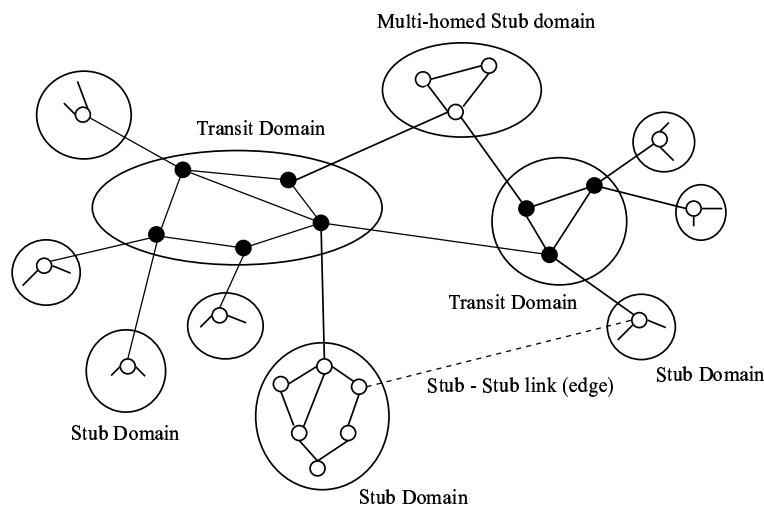 Multi-homed Stub domain
Transit Domain
Transit Domain
Stub Domain
Stub - Stub link (edge)
Stub Domain
Stub Domain